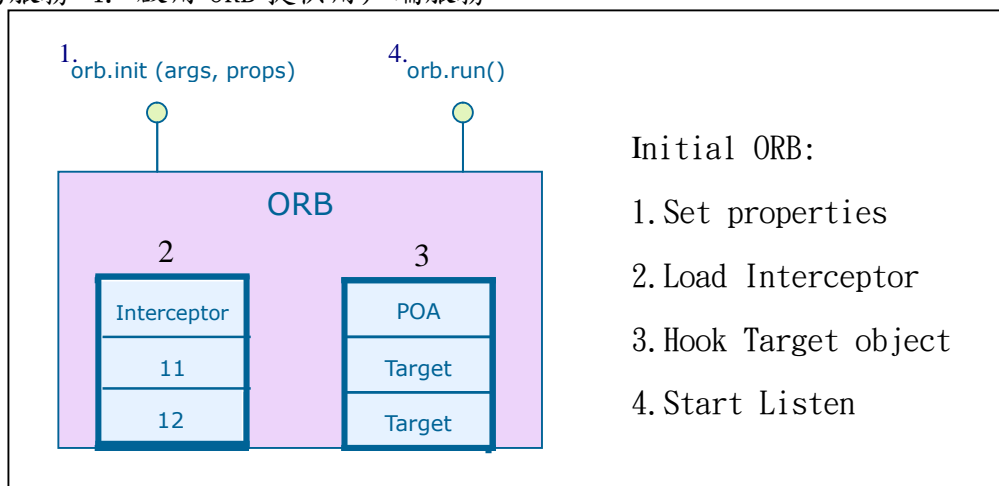 1.
orb.init (args, props)
4.
orb.run()
ORB
2
3
Interceptor
11
12
POA
Target
Target
Initial ORB:
1.Set properties
2.Load Interceptor
3.Hook Target object
4.Start Listen